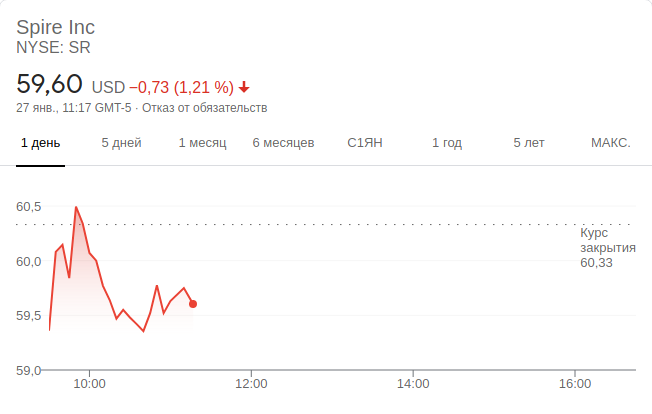 Spire Inc
NYSE: SR
59,60 USD −0,73 (1,21 %)
27 янв., 11:17 GMT-5 · Отказ от обязательств
1 день 5 дней 1 месяц 6 месяцев С1ЯН 1 год 5 лет МАКС.
60,5
Курс
закрытия
60,0 60,33
59,5
59,0
10:00 12:00 14:00 16:00